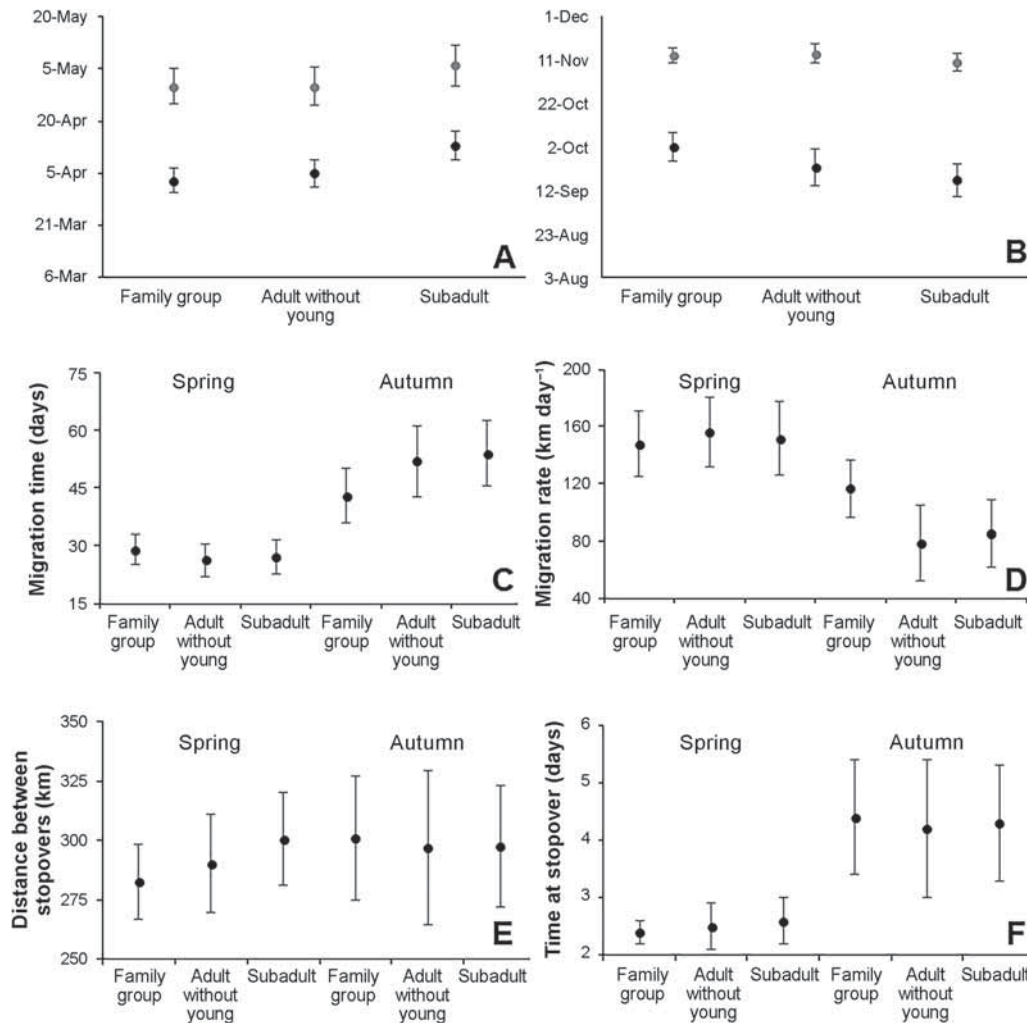 20-May
5-May
20-Apr
5-Apr
21-Mar
6-Mar
A
Family group
Adult without
young
Subadult
1-Dec
11-Nov
22-Oct
2-Oct
12-Sep
23-Aug
3-Aug
B
Family group
Adult without
young
Subadult
Migration time (days)
75
60
45
30
15
Spring
Autumn
C
Family
group
Adult
without
young
Subadult
Family
group
Adult
without
young
Subadult
Migration rate (km day⁻¹)
200
160
120
80
40
Spring
Autumn
D
Family
group
Adult
without
young
Subadult
Family
group
Adult
without
young
Subadult
Distance between
stopovers (km)
350
325
300
275
250
Spring
Autumn
E
Family
group
Adult
without
young
Subadult
Family
group
Adult
without
young
Subadult
Time at stopover (days)
6
5
4
3
2
Spring
Autumn
F
Family
group
Adult
without
young
Subadult
Family
group
Adult
without
young
Subadult